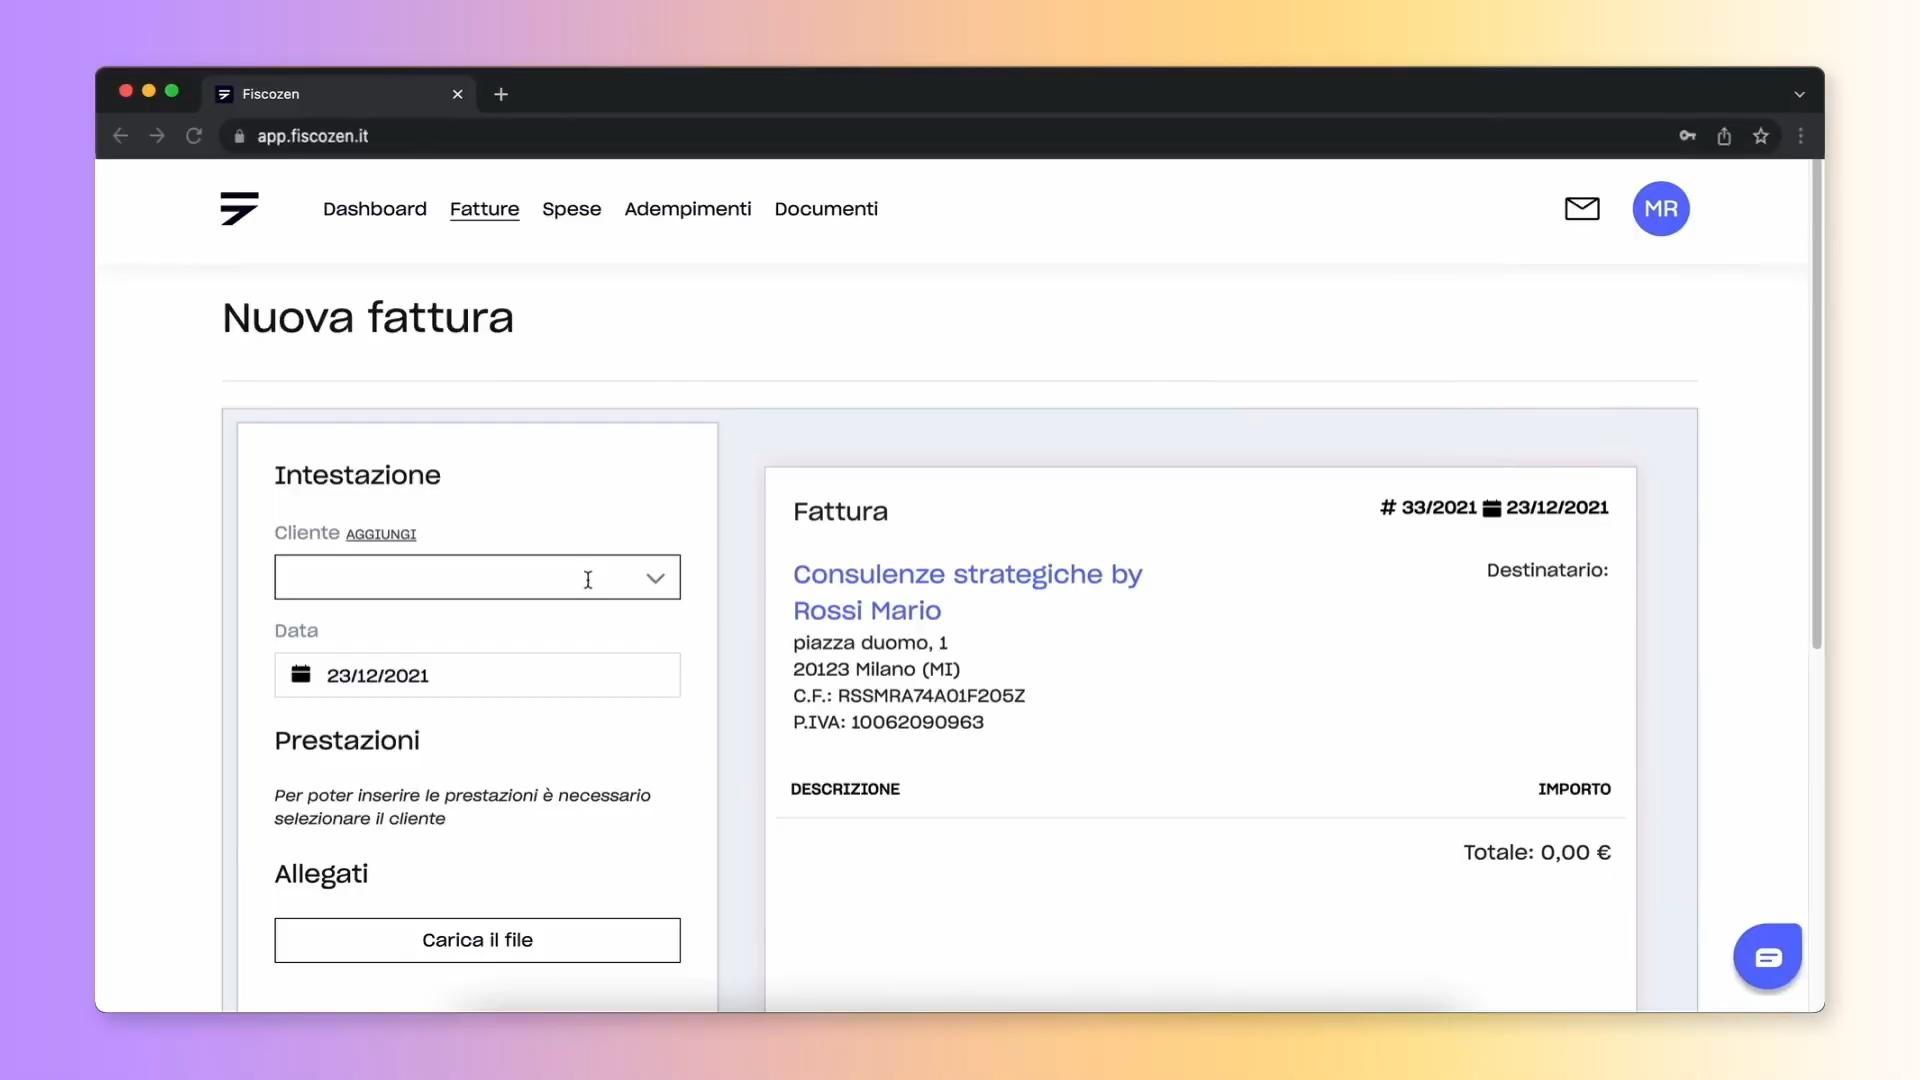 Fiscozen
app.fiscozen.it
Dashboard Fatture Spese Adempimenti Documenti
MR
Nuova fattura
Intestazione
Cliente AGGIUNGI
Data
23/12/2021
Prestazioni
Per poter inserire le prestazioni è necessario
selezionare il cliente
Allegati
Carica il file
Fattura
# 33/2021 23/12/2021
Consulenze strategiche by
Rossi Mario
piazza duomo, 1
20123 Milano (MI)
C.F.: RSSMRA74A01F205Z
P.IVA: 10062090963
Destinatario:
DESCRIZIONE IMPORTO
Totale: 0,00 €